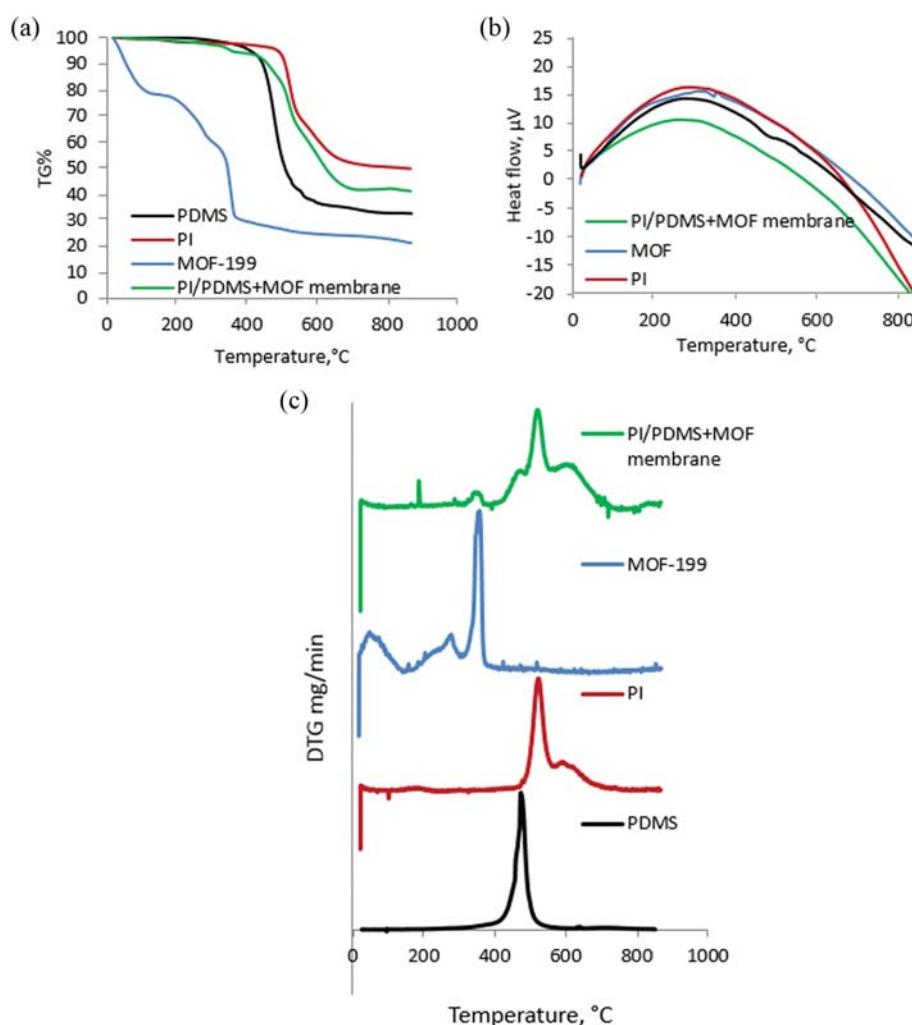 (a)
100
90
80
70
60
50
40
30
20
10
0
TG%
PDMS
PI
MOF-199
PI/PDMS+MOF membrane
0 200 400 600 800 1000
Temperature,°C
(b)
25
20
15
10
5
0
-5
-10
-15
-20
Heat flow, µV
PI/PDMS+MOF membrane
MOF
PI
0 200 400 600 800
Temperature, °C
(c)
DTG mg/min
PI/PDMS+MOF
membrane
MOF-199
PI
PDMS
0 200 400 600 800 1000
Temperature, °C